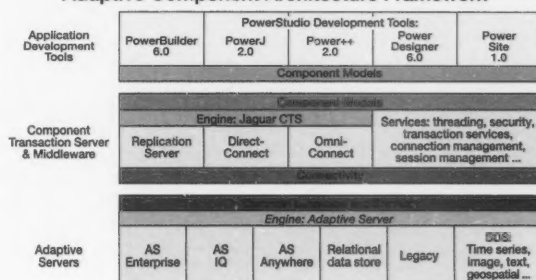 Adaptive Component Architecture Framework
Application
Development
Tools
PowerStudio Development Tools:
PowerBuilder
6.0
PowerJ
2.0
Power++
2.0
Power
Designer
6.0
Power
Site
1.0
Component Models
Component
Transaction Server
& Middleware
Component Models
Engine: Jaguar CTS
Replication
Server
Direct-
Connect
Omni-
Connect
Services: threading, security,
transaction services,
connection management,
session management ...
Connectivity
Adaptive
Servers
Engine: Adaptive Server
AS
Enterprise
AS
IQ
AS
Anywhere
Relational
data store
Legacy
SDS:
Time series,
image, text,
geospatial ...